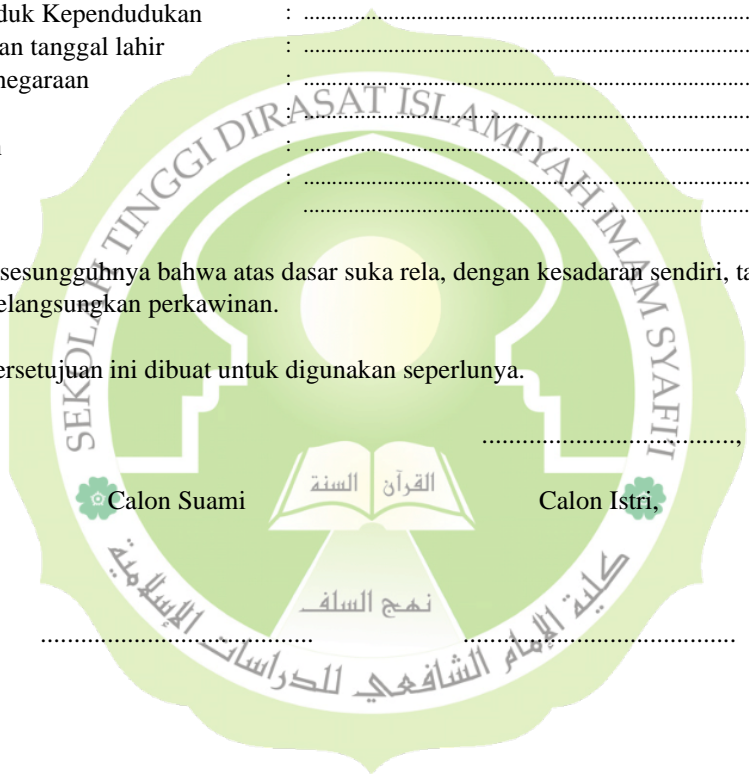 duk Kependudukan : ................................................................
an tanggal lahir : ................................................................
negaraan : ................................................................
: ................................................................
n : ................................................................
: ................................................................
................................................................
SEKOLAH TINGGI DIRASAT ISLAMIYAH IMAM SYAFI'I
sesungguhnya bahwa atas dasar suka rela, dengan kesadaran sendiri, ta
elangsungkan perkawinan.
ersetujuan ini dibuat untuk digunakan seperlunya.
.......................................,
القرآن السنة
Calon Suami Calon Istri,
نهج السلف
......................................... .........................................
كلية الإمام الشافعي للدراسات الإسلامية